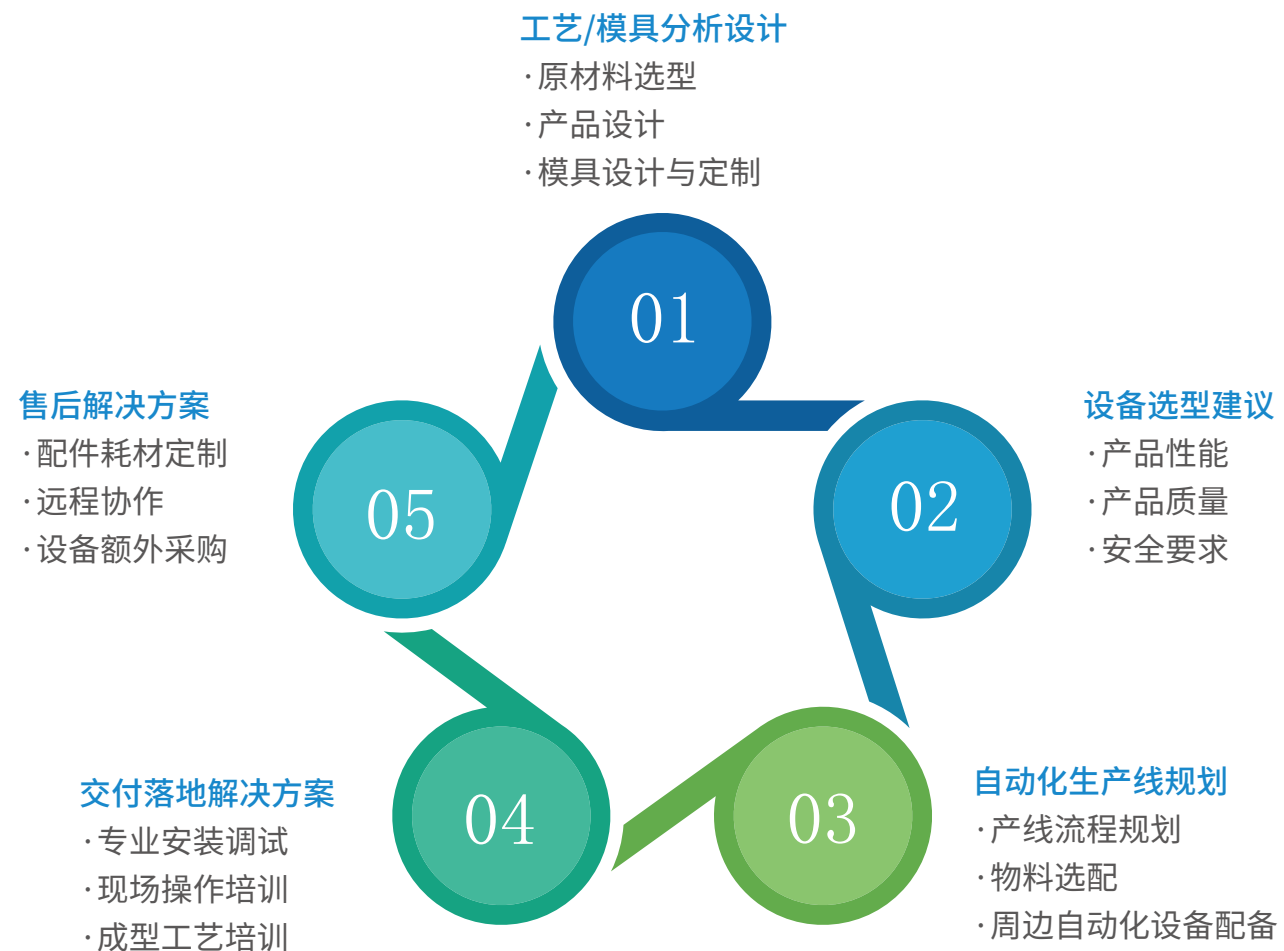 工艺/模具分析设计
·原材料选型
·产品设计
·模具设计与定制
01
设备选型建议
·产品性能
·产品质量
·安全要求
02
自动化生产线规划
·产线流程规划
·物料选配
·周边自动化设备配备
03
交付落地解决方案
·专业安装调试
·现场操作培训
·成型工艺培训
04
售后解决方案
·配件耗材定制
·远程协作
·设备额外采购
05